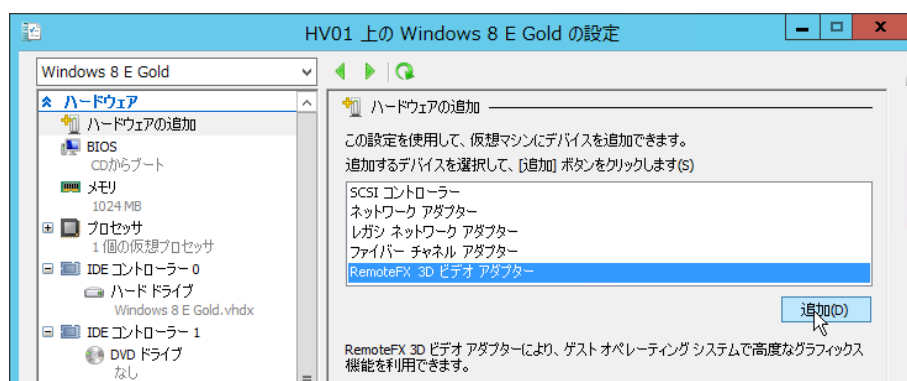 HV01 上の Windows 8 E Gold の設定
Windows 8 E Gold
ハードウェア
ハードウェアの追加
BIOS
CDからブート
メモリ
1024 MB
プロセッサ
1 個の仮想プロセッサ
IDE コントローラー 0
ハード ドライブ
Windows 8 E Gold.vhdx
IDE コントローラー 1
DVD ドライブ
なし
ハードウェアの追加
この設定を使用して、仮想マシンにデバイスを追加できます。
追加するデバイスを選択して、[追加] ボタンをクリックします(S)
SCSI コントローラー
ネットワーク アダプター
レガシ ネットワーク アダプター
ファイバー チャネル アダプター
RemoteFX 3D ビデオ アダプター
追加(D)
RemoteFX 3D ビデオ アダプターにより、ゲスト オペレーティング システムで高度なグラフィックス
機能を利用できます。